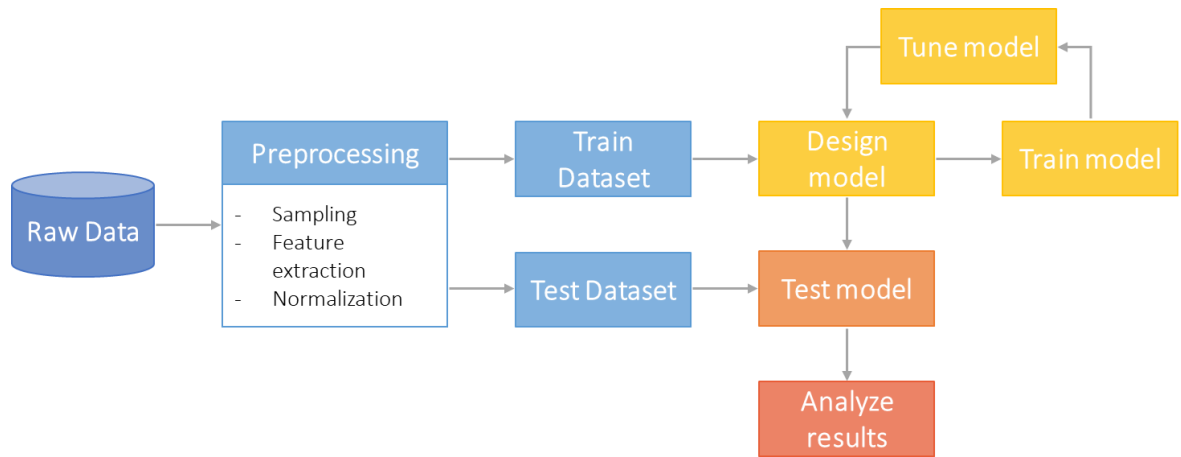 Tune model
Preprocessing
Train
Dataset
Design
model
Train model
Raw Data
- Sampling
- Feature
extraction
- Normalization
Test Dataset
Test model
Analyze
results